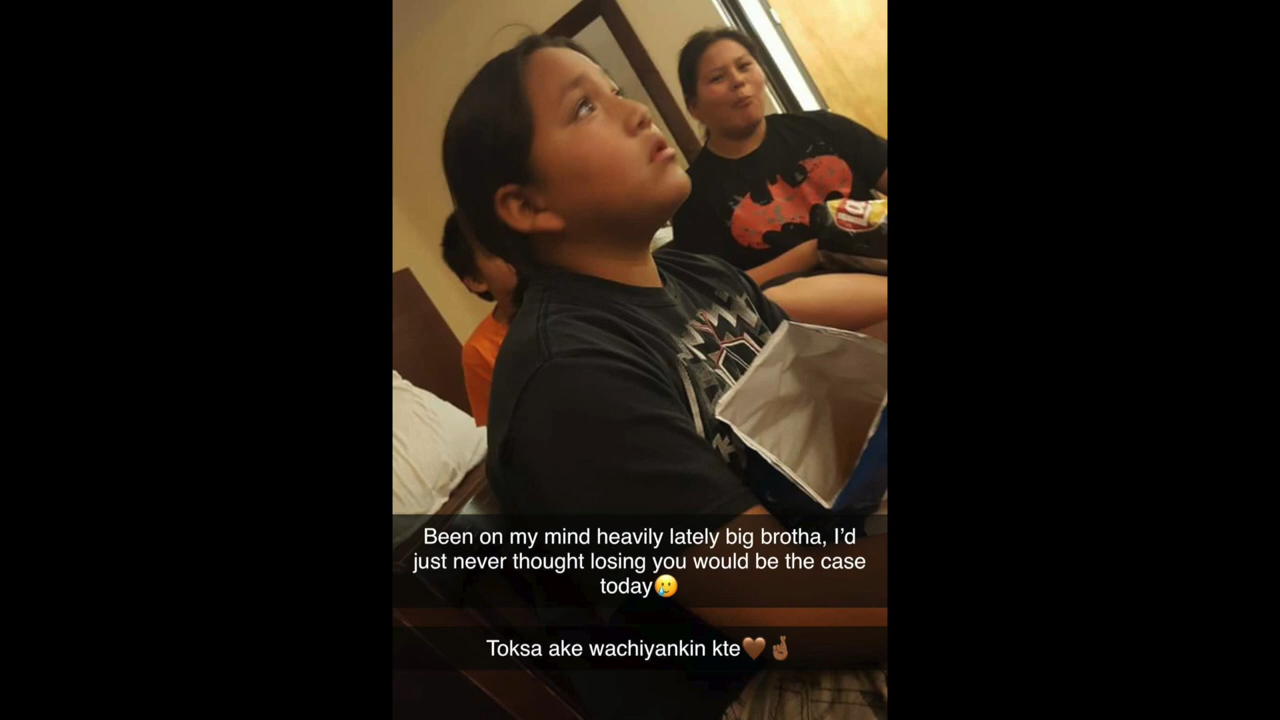 Been on my mind heavily lately big brotha, I’d
just never thought losing you would be the case
today🥲
Toksa ake wachiyankin kte🤎🤞🏽